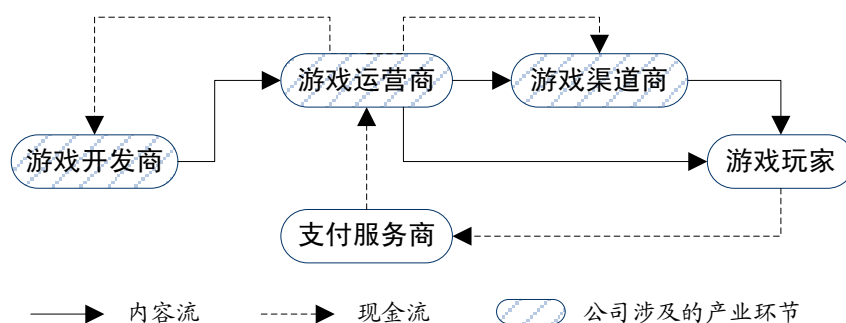 游戏运营商
游戏渠道商
游戏开发商
游戏玩家
支付服务商
内容流
现金流
公司涉及的产业环节